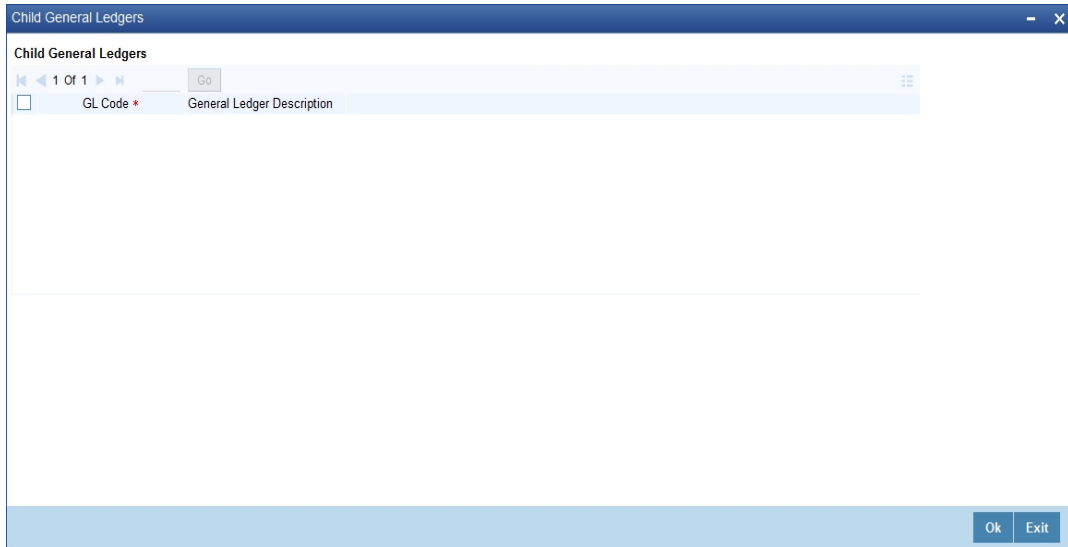 Child General Ledgers
Child General Ledgers
1 Of 1 Go
GL Code * General Ledger Description
Ok Exit